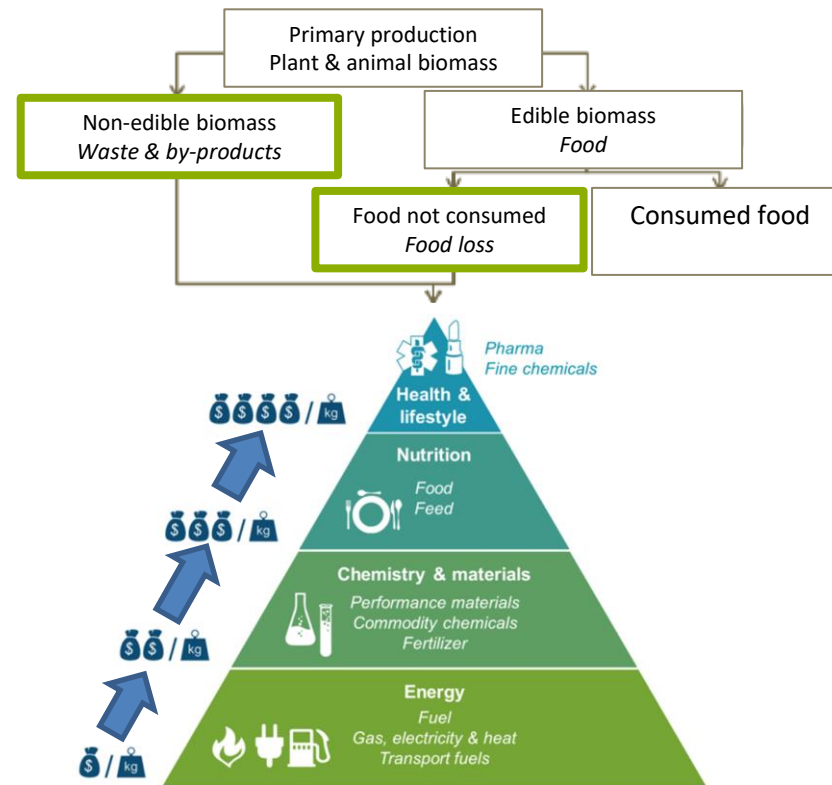 Primary production
Plant & animal biomass
Non-edible biomass
Waste & by-products
Edible biomass
Food
Food not consumed
Food loss
Consumed food
Pharma
Fine chemicals
Health &
lifestyle
$ $ $ $ / kg
Nutrition
Food
Feed
$ $ $ / kg
Chemistry & materials
Performance materials
Commodity chemicals
Fertilizer
$ $ / kg
Energy
Fuel
Gas, electricity & heat
Transport fuels
$ / kg